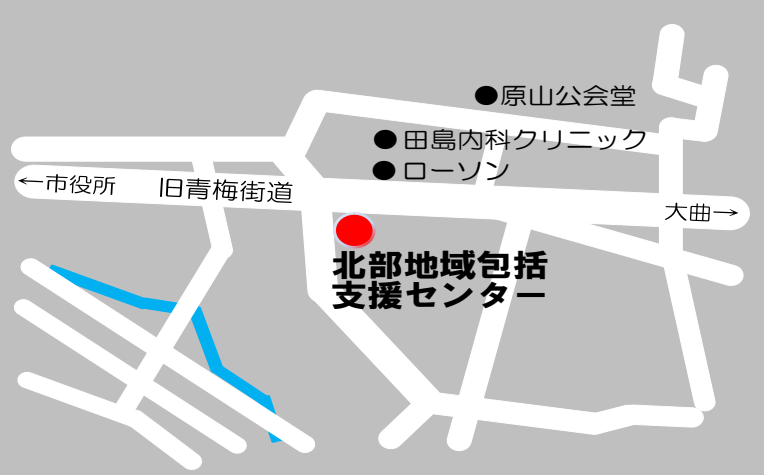 ●原山公会堂
●田島内科クリニック
●ローソン
←市役所
旧青梅街道
大曲→
北部地域包括
支援センター